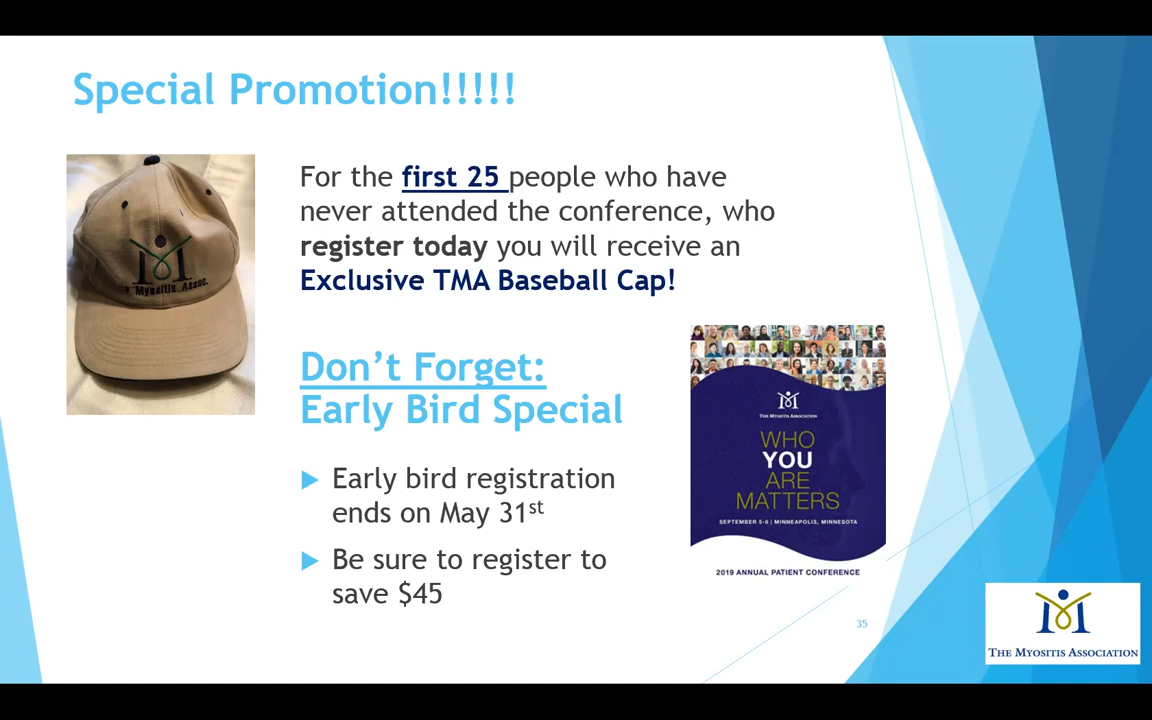 Special Promotion!!!!!
Myositis Assoc.
For the first 25 people who have
never attended the conference, who
register today you will receive an
Exclusive TMA Baseball Cap!
Don’t Forget:
Early Bird Special
Early bird registration
ends on May 31st
Be sure to register to
save $45
THE MYOSITIS ASSOCIATION
WHO
YOU
ARE
MATTERS
SEPTEMBER 5-8 | MINNEAPOLIS, MINNESOTA
2019 ANNUAL PATIENT CONFERENCE
35
THE MYOSITIS ASSOCIATION